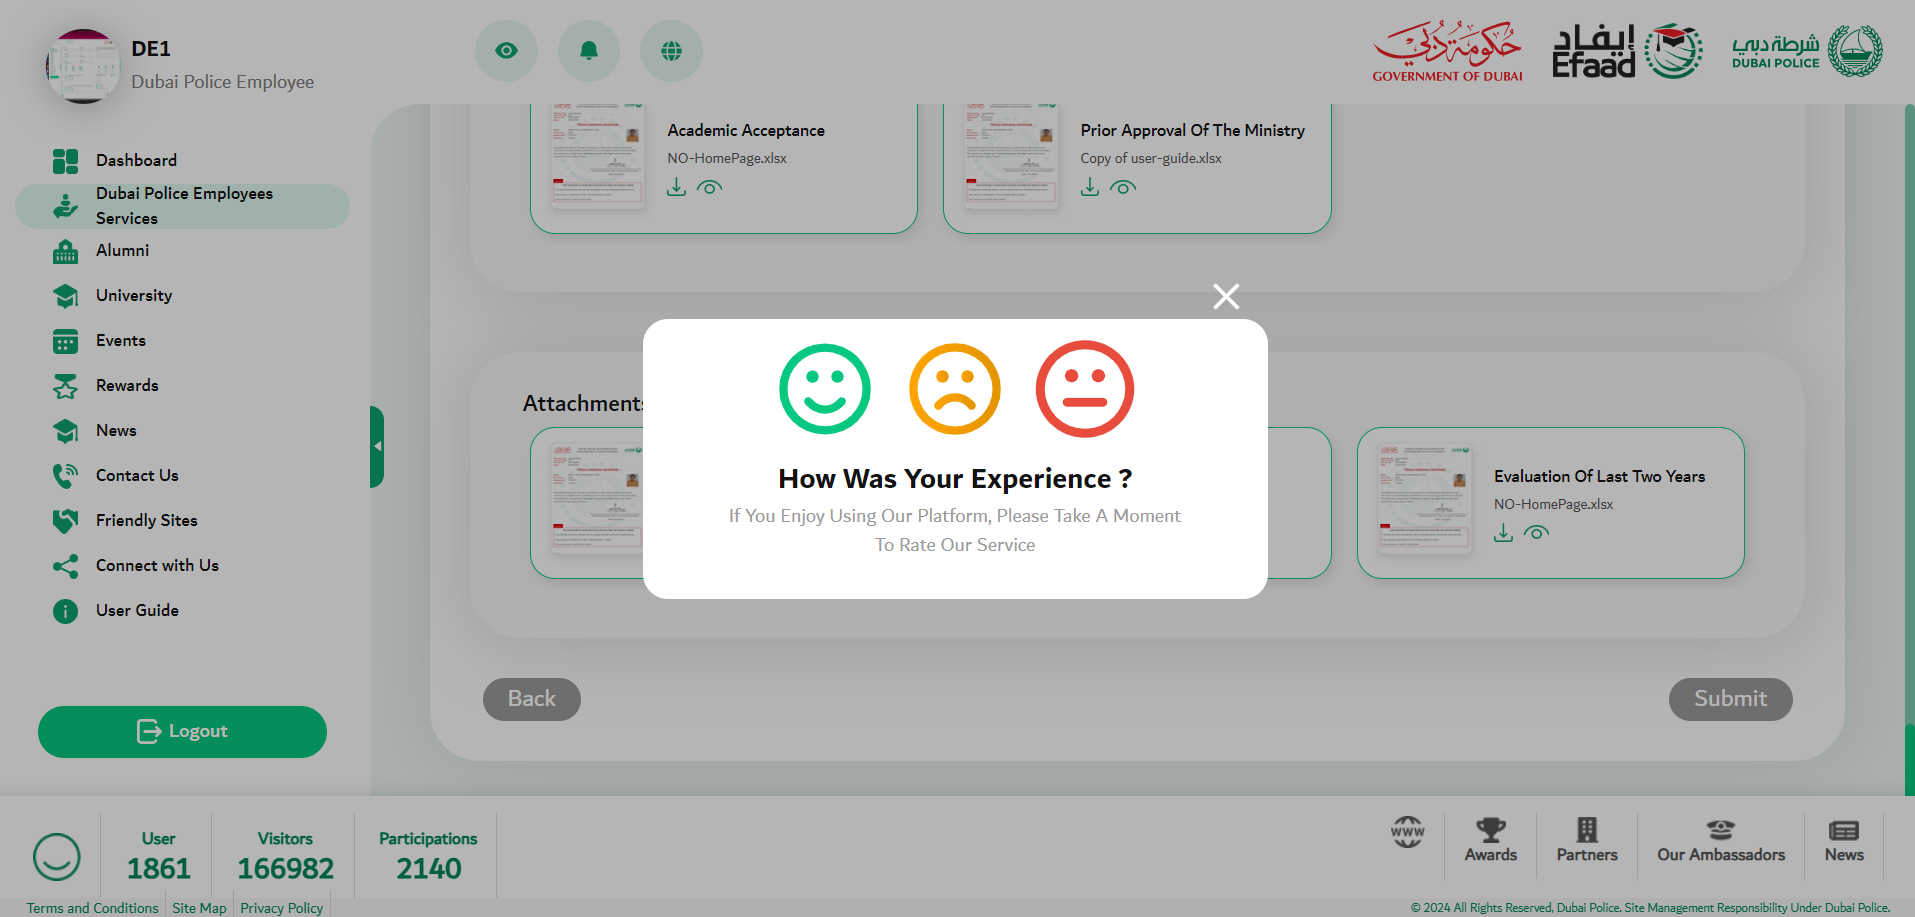 DE1
Dubai Police Employee
حكومة دبي
GOVERNMENT OF DUBAI
إيفاد
Efaad
شرطة دبي
DUBAI POLICE
Dashboard
Dubai Police Employees
Services
Alumni
University
Events
Rewards
News
Contact Us
Friendly Sites
Connect with Us
User Guide
Logout
Academic Acceptance
NO-HomePage.xlsx
Prior Approval Of The Ministry
Copy of user-guide.xlsx
Attachments
Evaluation Of Last Two Years
NO-HomePage.xlsx
How Was Your Experience ?
If You Enjoy Using Our Platform, Please Take A Moment
To Rate Our Service
Back
Submit
User
1861
Visitors
166982
Participations
2140
WWW
Awards
Partners
Our Ambassadors
News
Terms and Conditions
Site Map
Privacy Policy
© 2024 All Rights Reserved, Dubai Police. Site Management Responsibility Under Dubai Police.